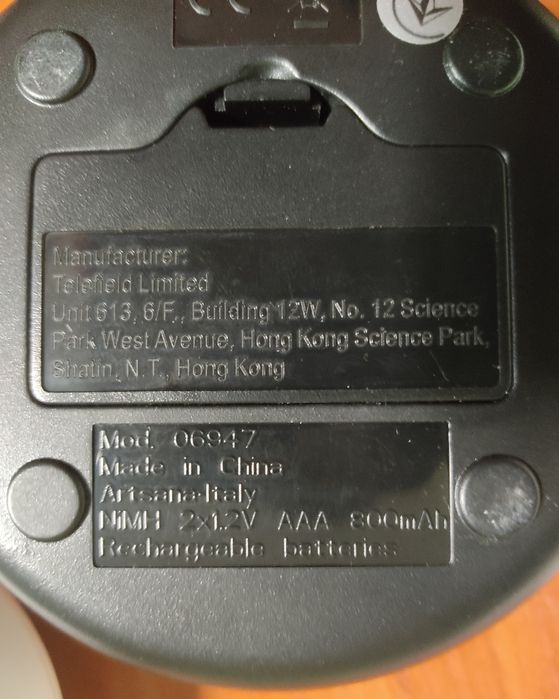 CE
Manufacturer:
Telefield Limited
Unit 613, 6/F., Building 12W, No. 12 Science
Park West Avenue, Hong Kong Science Park,
Shatin, N.T., Hong Kong
Mod. 06947
Made in China
Artsana-Italy
NiMH 2x1.2V AAA 800mAh
Rechargeable batteries